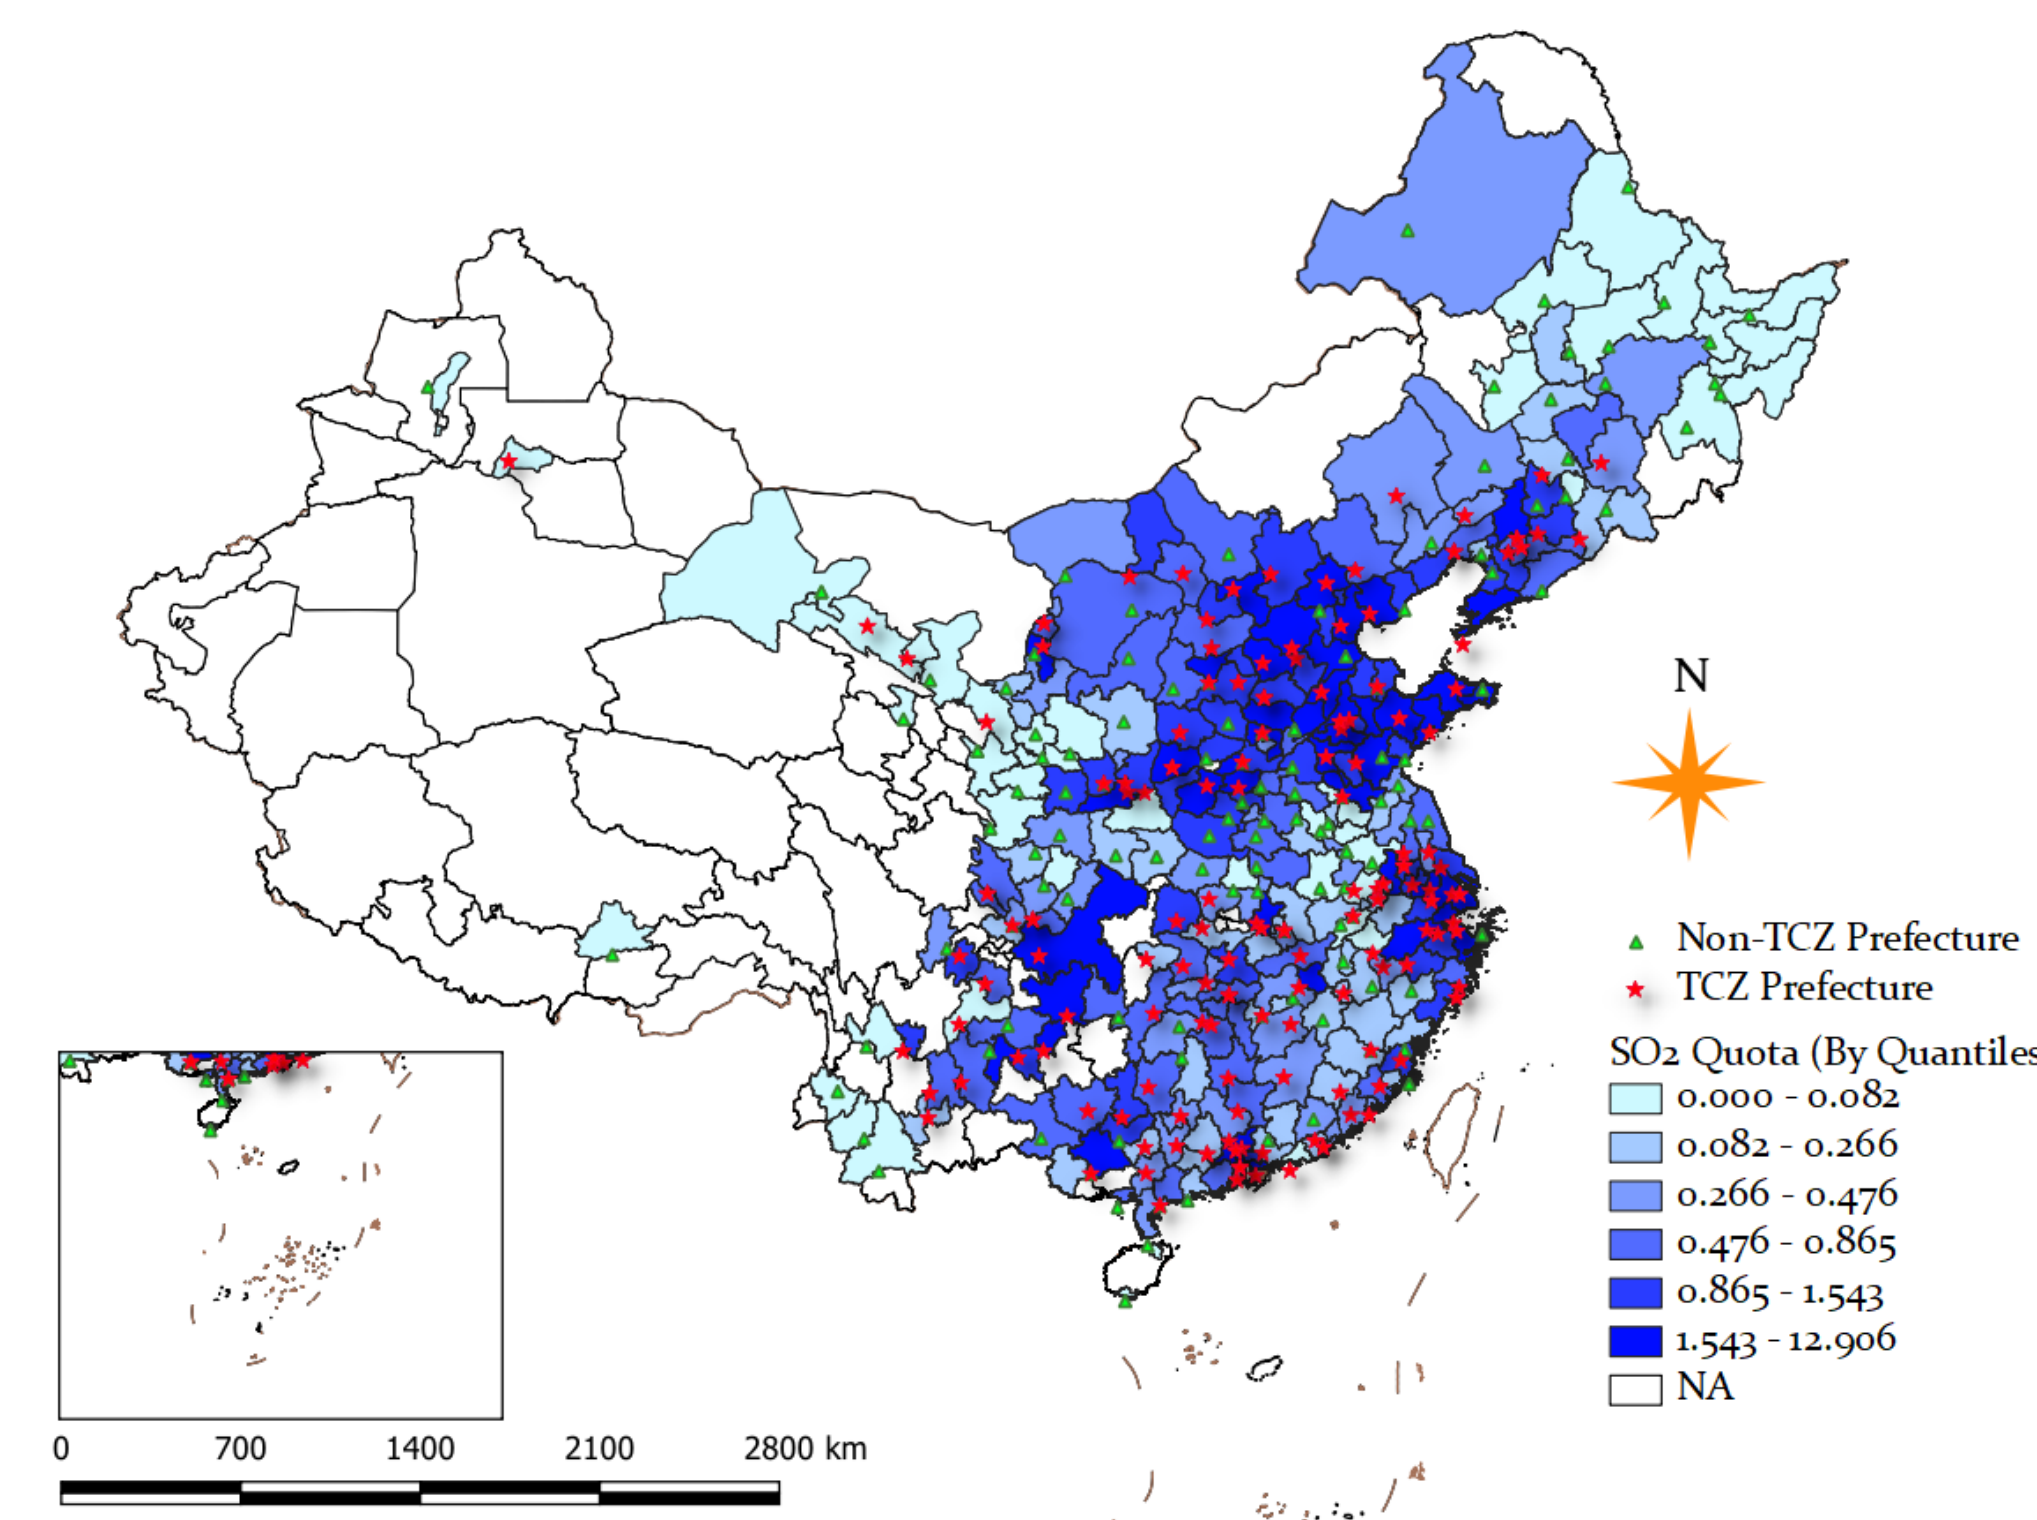 N
Non-TCZ Prefecture
TCZ Prefecture
SO2 Quota (By Quantiles
0.000 - 0.082
0.082 - 0.266
0.266 - 0.476
0.476 - 0.865
0.865 - 1.543
1.543 - 12.906
NA
0 700 1400 2100 2800 km